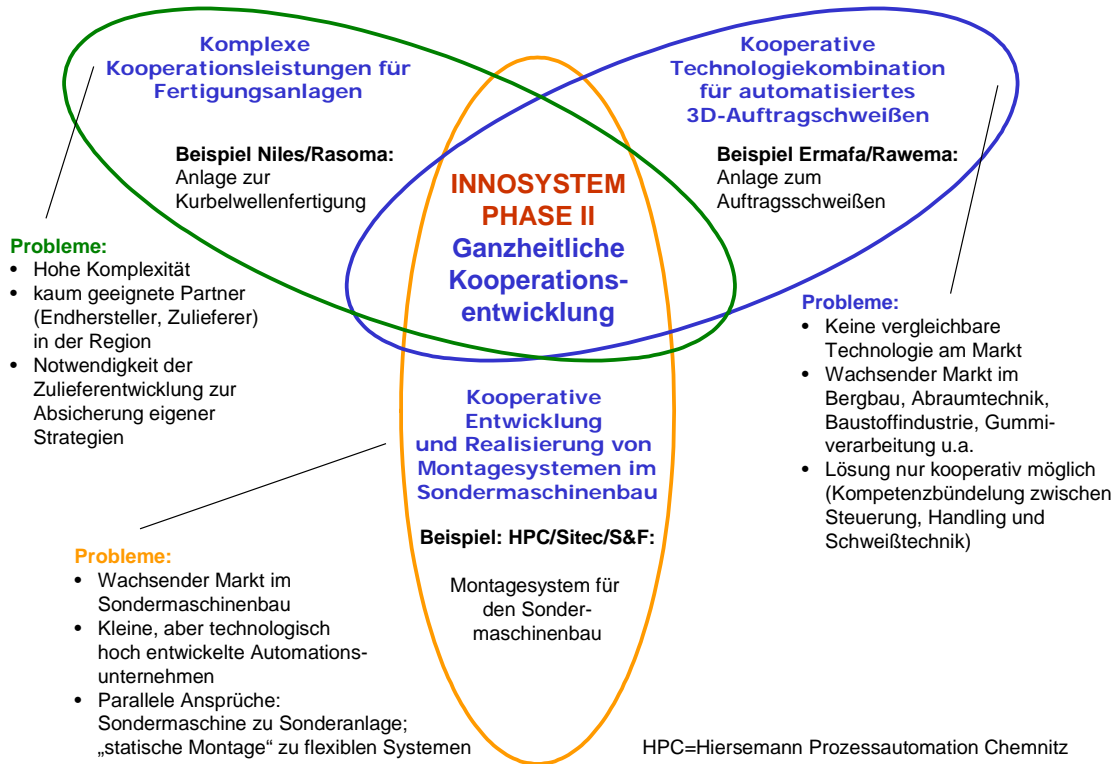 Komplexe
Kooperationsleistungen für
Fertigungsanlagen
Beispiel Niles/Rasoma:
Anlage zur
Kurbelwellenfertigung
Kooperative
Technologiekombination
für automatisiertes
3D-Auftragschweißen
Beispiel Ermafa/Rawema:
Anlage zum
Auftragsschweißen
INNOSYSTEM
PHASE II
Ganzheitliche
Kooperations-
entwicklung
Probleme:
• Hohe Komplexität
• kaum geeignete Partner
(Endhersteller, Zulieferer)
in der Region
• Notwendigkeit der
Zulieferentwicklung zur
Absicherung eigener
Strategien
Probleme:
• Keine vergleichbare
Technologie am Markt
• Wachsender Markt im
Bergbau, Abraumtechnik,
Baustoffindustrie, Gummi-
verarbeitung u.a.
• Lösung nur kooperativ möglich
(Kompetenzbündelung zwischen
Steuerung, Handling und
Schweißtechnik)
Kooperative
Entwicklung
und Realisierung von
Montagesystemen im
Sondermaschinenbau
Beispiel: HPC/Sitec/S&F:
Montagesystem für
den Sonder-
maschinenbau
Probleme:
• Wachsender Markt im
Sondermaschinenbau
• Kleine, aber technologisch
hoch entwickelte Automations-
unternehmen
• Parallele Ansprüche:
Sondermaschine zu Sonderanlage;
„statische Montage“ zu flexiblen Systemen
HPC=Hiersemann Prozessautomation Chemnitz